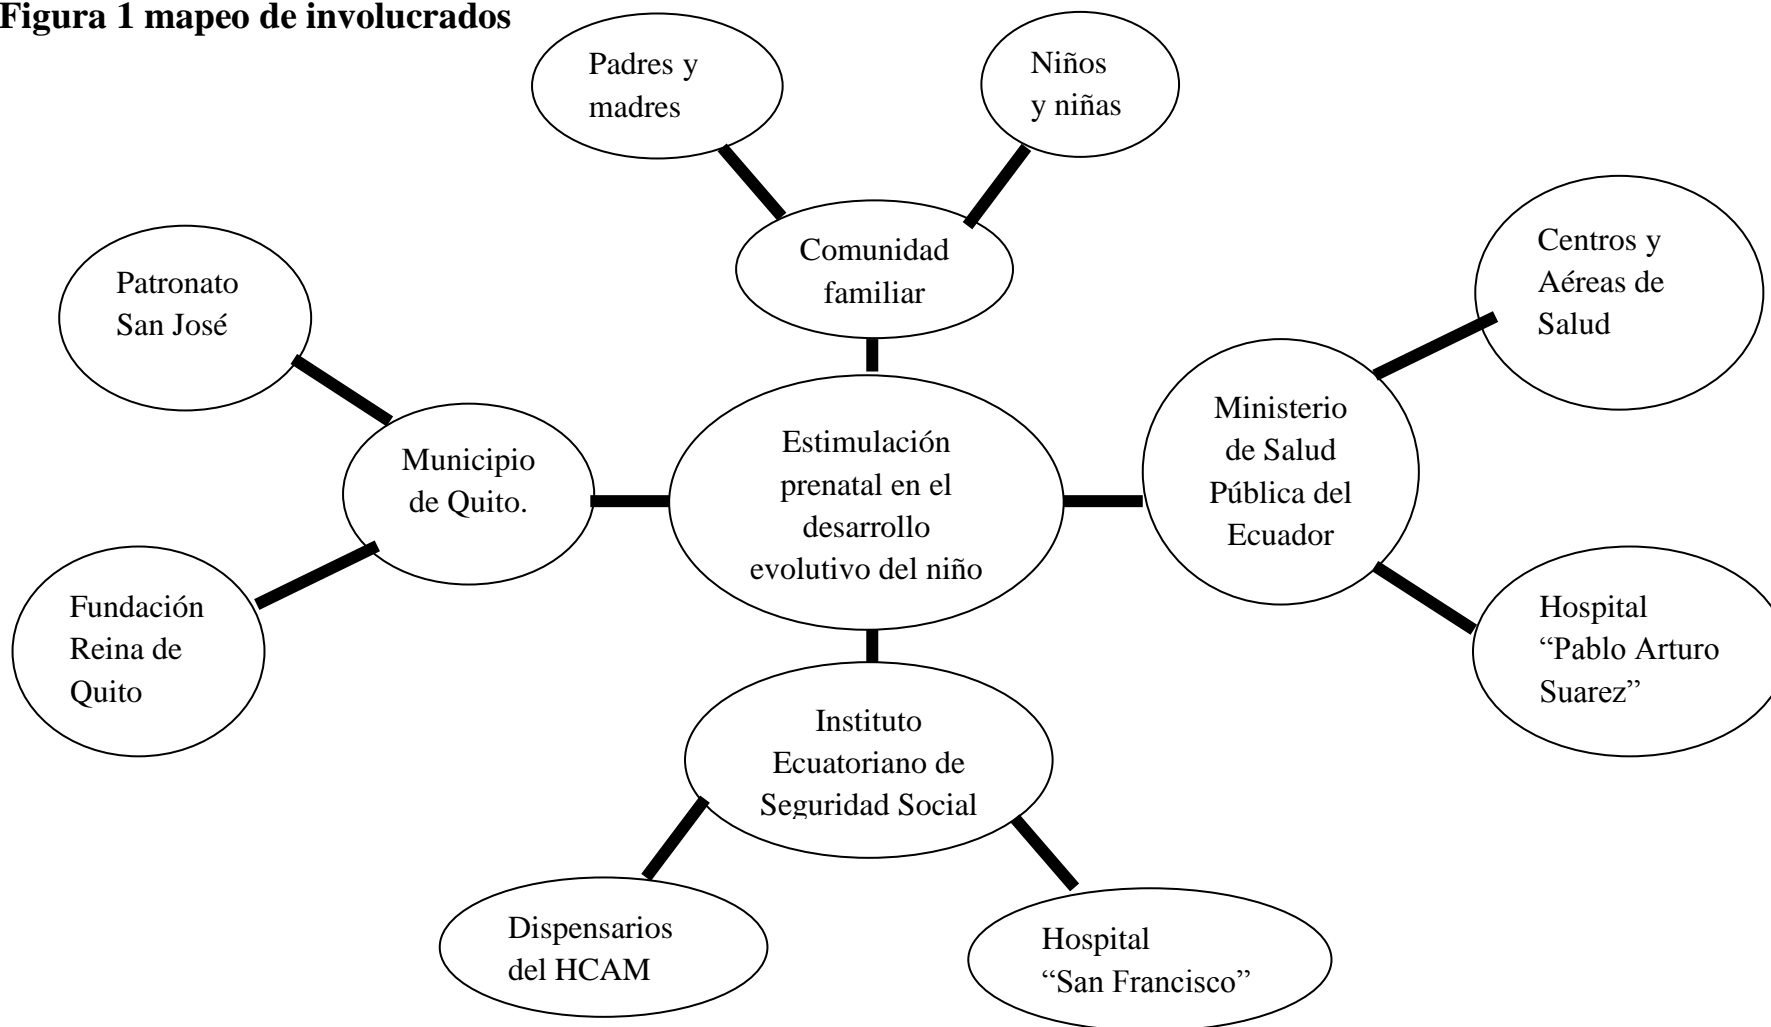 Figura 1 mapeo de involucrados
Padres y
madres
Niños
y niñas
Comunidad
familiar
Patronato
San José
Centros y
Aéreas de
Salud
Municipio
de Quito.
Estimulación
prenatal en el
desarrollo
evolutivo del niño
Ministerio
de Salud
Pública del
Ecuador
Fundación
Reina de
Quito
Hospital
“Pablo Arturo
Suarez”
Instituto
Ecuatoriano de
Seguridad Social
Dispensarios
del HCAM
Hospital
“San Francisco”